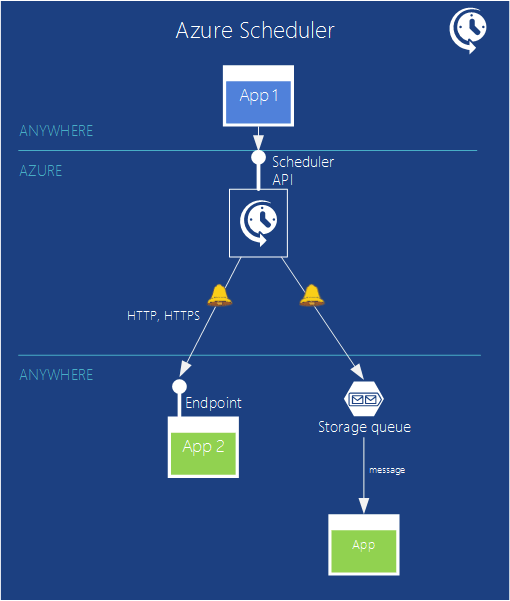 Azure Scheduler
App 1
ANYWHERE
Scheduler
API
AZURE
HTTP, HTTPS
ANYWHERE
Endpoint
App 2
Storage queue
message
App